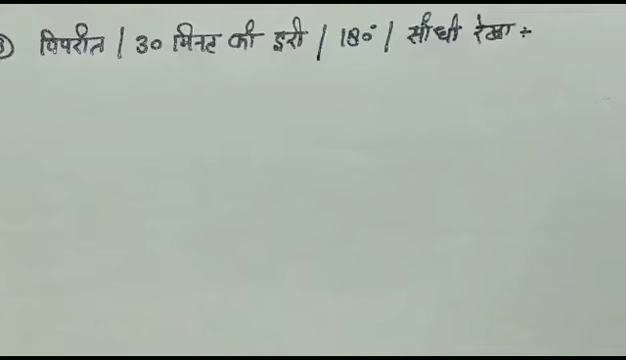 ③ विपरीत / 30 मिनट की दूरी / 180° / सीधी रेखा ÷